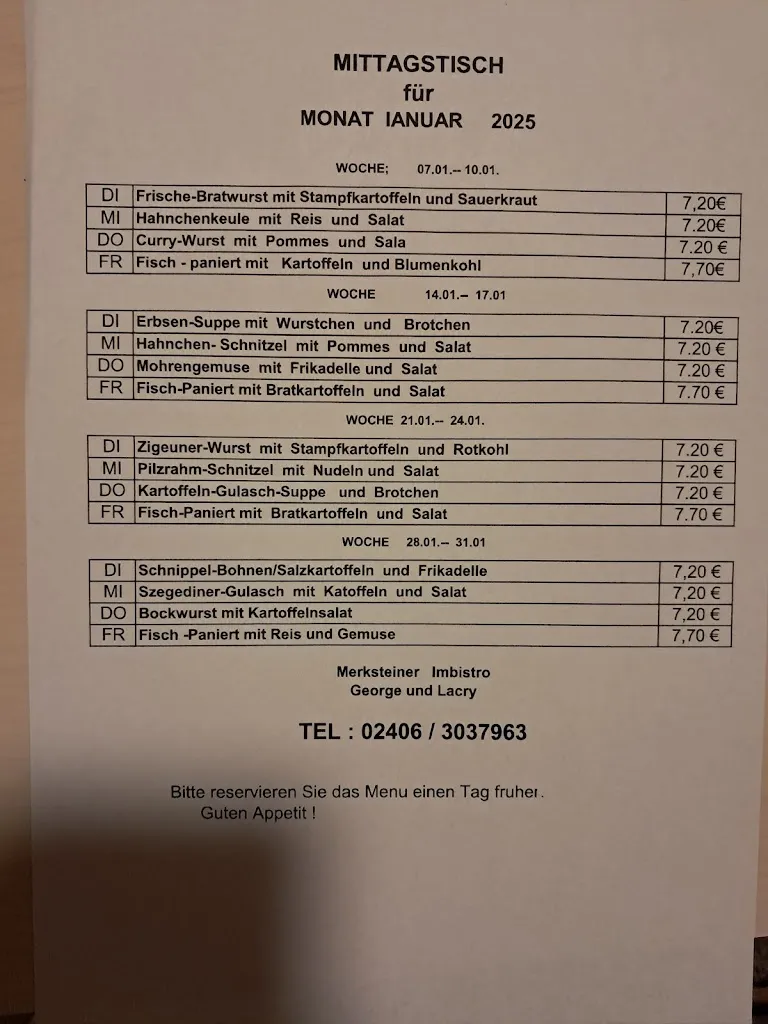 MITTAGSTISCH
für
MONAT IANUAR 2025
WOCHE; 07.01.– 10.01.
DI Frische-Bratwurst mit Stampfkartoffeln und Sauerkraut 7,20€
MI Hahnchenkeule mit Reis und Salat 7.20€
DO Curry-Wurst mit Pommes und Sala 7.20 €
FR Fisch - paniert mit Kartoffeln und Blumenkohl 7,70€
WOCHE 14.01.– 17.01
DI Erbsen-Suppe mit Wurstchen und Brotchen 7.20€
MI Hahnchen- Schnitzel mit Pommes und Salat 7.20 €
DO Mohrengemuse mit Frikadelle und Salat 7.20 €
FR Fisch-Paniert mit Bratkartoffeln und Salat 7.70 €
WOCHE 21.01.– 24.01.
DI Zigeuner-Wurst mit Stampfkartoffeln und Rotkohl 7.20 €
MI Pilzrahm-Schnitzel mit Nudeln und Salat 7.20 €
DO Kartoffeln-Gulasch-Suppe und Brotchen 7.20 €
FR Fisch-Paniert mit Bratkartoffeln und Salat 7.70 €
WOCHE 28.01.– 31.01
DI Schnippel-Bohnen/Salzkartoffeln und Frikadelle 7,20 €
MI Szegediner-Gulasch mit Katoffeln und Salat 7,20 €
DO Bockwurst mit Kartoffelnsalat 7,20 €
FR Fisch -Paniert mit Reis und Gemuse 7,70 €
Merksteiner Imbistro
George und Lacry
TEL : 02406 / 3037963
Bitte reservieren Sie das Menu einen Tag fruher.
Guten Appetit !